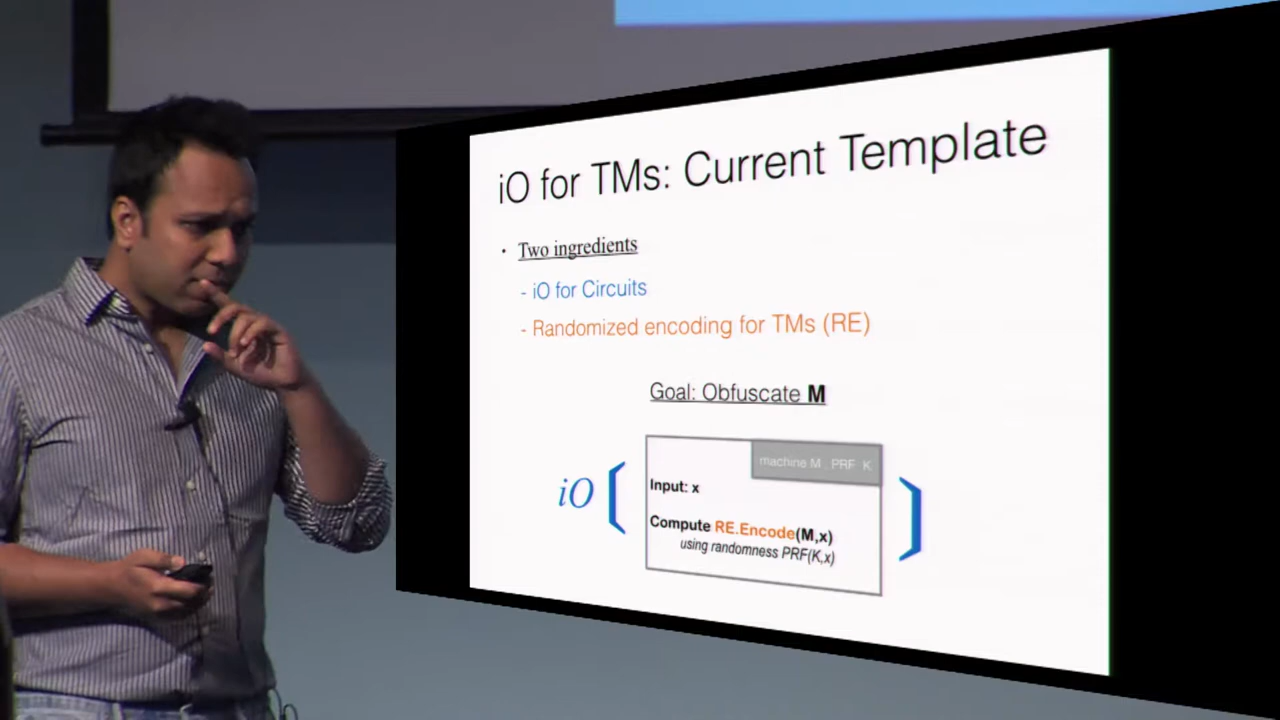 iO for TMs: Current Template
· Two ingredients
- iO for Circuits
- Randomized encoding for TMs (RE)
Goal: Obfuscate M
machine M , PRF K
iO [ ]
Input: x
Compute RE.Encode(M,x)
using randomness PRF(K,x)